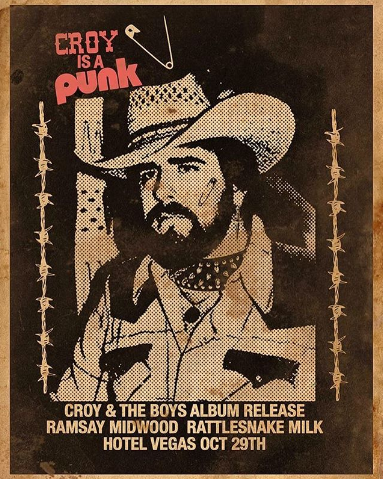 CROY
IS A
punk
CROY & THE BOYS ALBUM RELEASE
RAMSAY MIDWOOD RATTLESNAKE MILK
HOTEL VEGAS OCT 29TH